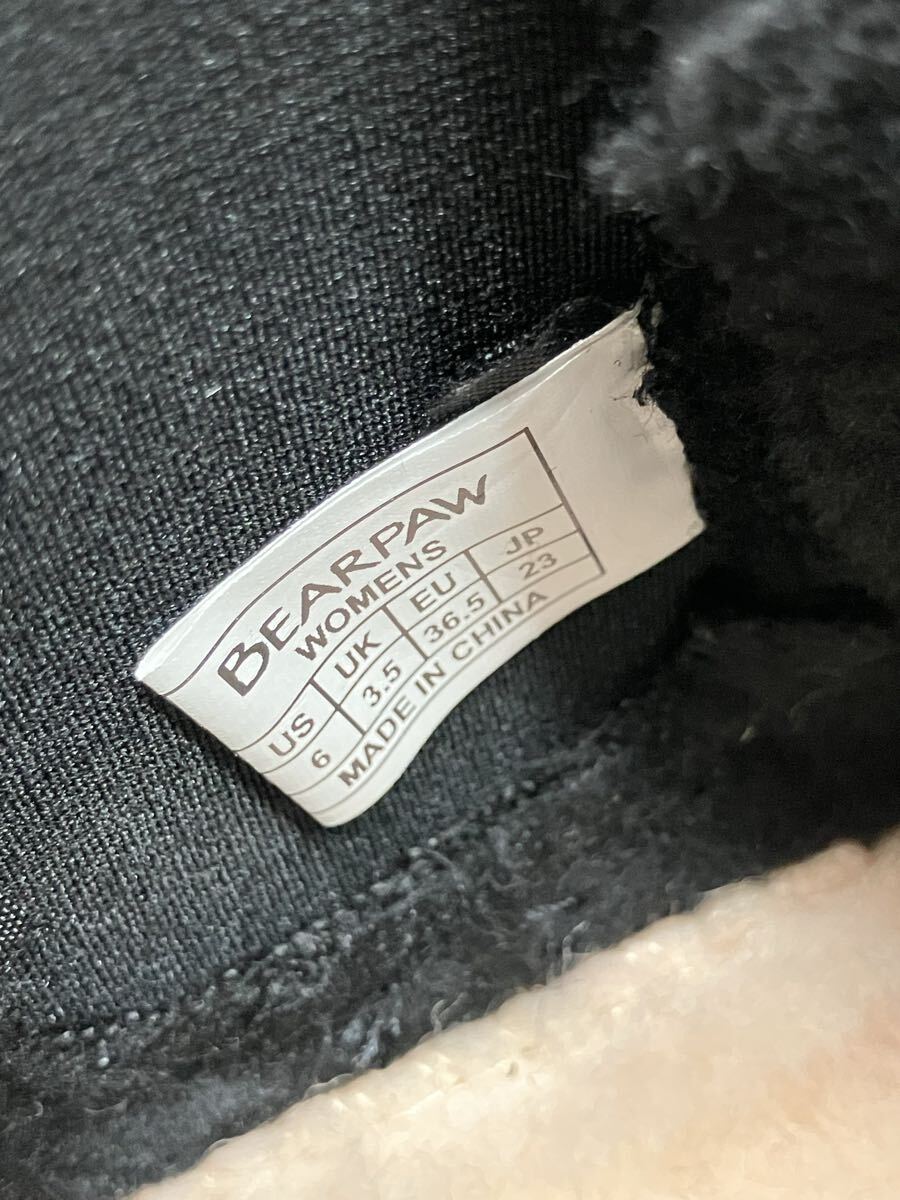 BEARPAW
WOMENS
US UK EU JP
6 3.5 36.5 23
MADE IN CHINA